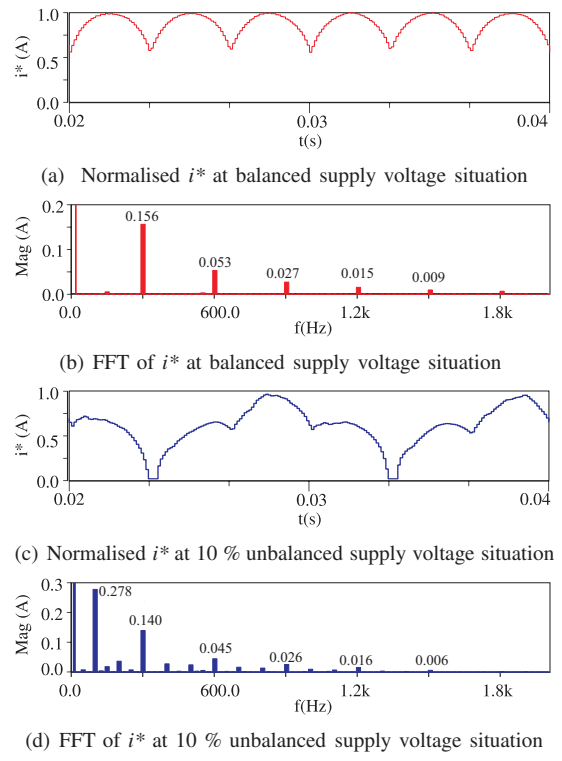 1.0
0.5
0.0
i* (A)
0.02
0.03
0.04
t(s)
(a) Normalised i* at balanced supply voltage situation
0.2
0.1
0.0
Mag (A)
0.156
0.053
0.027
0.015
0.009
0.0
600.0
1.2k
1.8k
f(Hz)
(b) FFT of i* at balanced supply voltage situation
1.0
0.5
0.0
i* (A)
0.02
0.03
0.04
t(s)
(c) Normalised i* at 10 % unbalanced supply voltage situation
0.3
0.2
0.1
0.0
Mag (A)
0.278
0.140
0.045
0.026
0.016
0.006
0.0
600.0
1.2k
1.8k
f(Hz)
(d) FFT of i* at 10 % unbalanced supply voltage situation